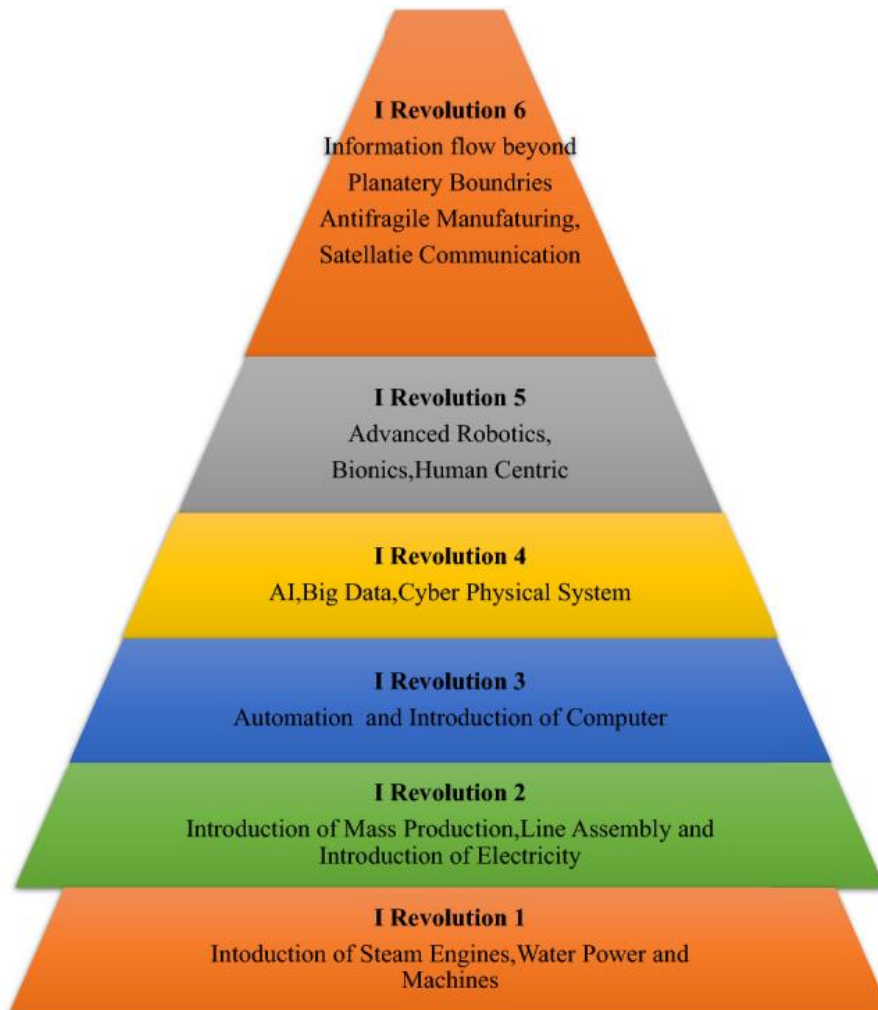 I Revolution 6
Information flow beyond
Planatery Boundries
Antifragile Manufaturing,
Satellatie Communication
I Revolution 5
Advanced Robotics,
Bionics,Human Centric
I Revolution 4
AI,Big Data,Cyber Physical System
I Revolution 3
Automation  and Introduction of Computer
I Revolution 2
Introduction of Mass Production,Line Assembly and
Introduction of Electricity
I Revolution 1
Intoduction of Steam Engines,Water Power and
Machines